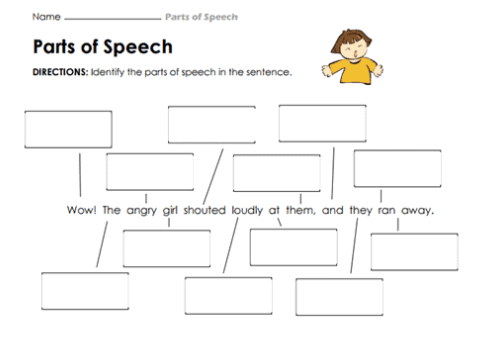 Name Parts of Speech
Parts of Speech
DIRECTIONS: Identify the parts of speech in the sentence.
Wow! The angry girl shouted loudly at them, and they ran away.